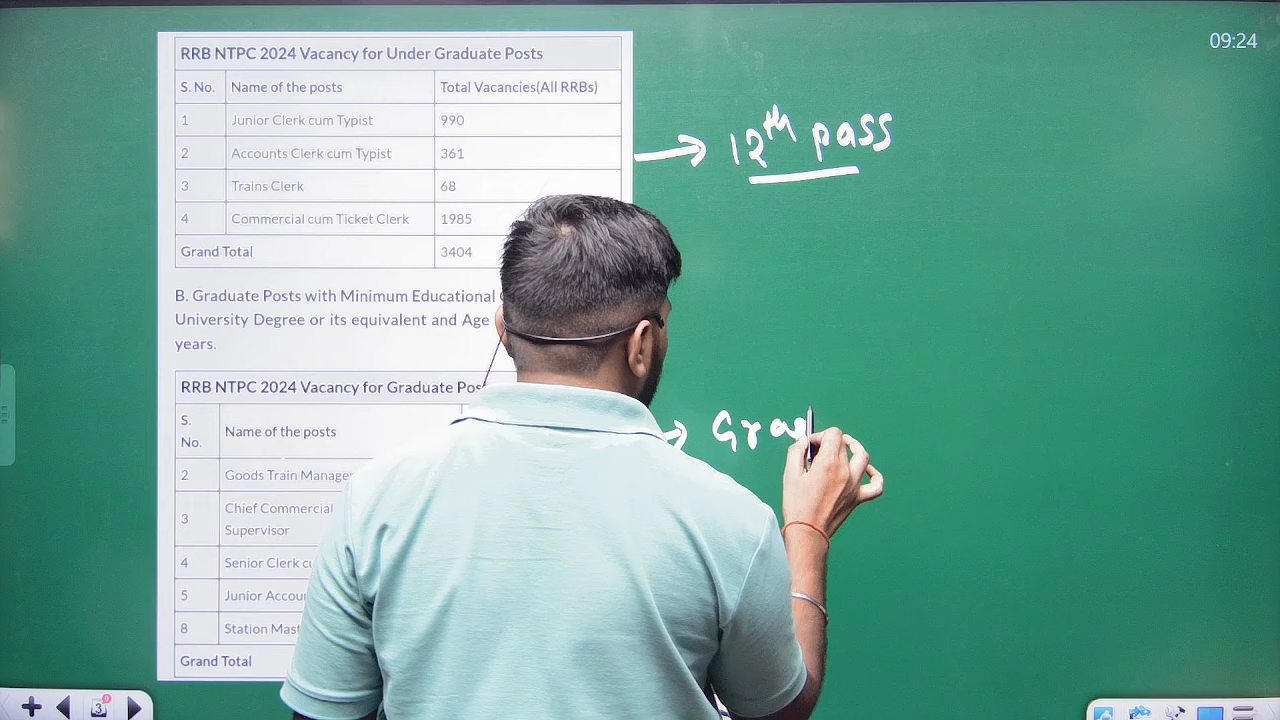 09:24
RRB NTPC 2024 Vacancy for Under Graduate Posts
S. No. Name of the posts Total Vacancies(All RRBs)
1 Junior Clerk cum Typist 990
2 Accounts Clerk cum Typist 361
3 Trains Clerk 68
4 Commercial cum Ticket Clerk 1985
Grand Total 3404
→ 12th pass
B. Graduate Posts with Minimum Educational
University Degree or its equivalent and Age
years.
RRB NTPC 2024 Vacancy for Graduate Pos
S. No. Name of the posts
→ Gra
2 Goods Train Manager
3 Chief Commercial
Supervisor
4 Senior Clerk
5 Junior
8 Station
Grand Total
3